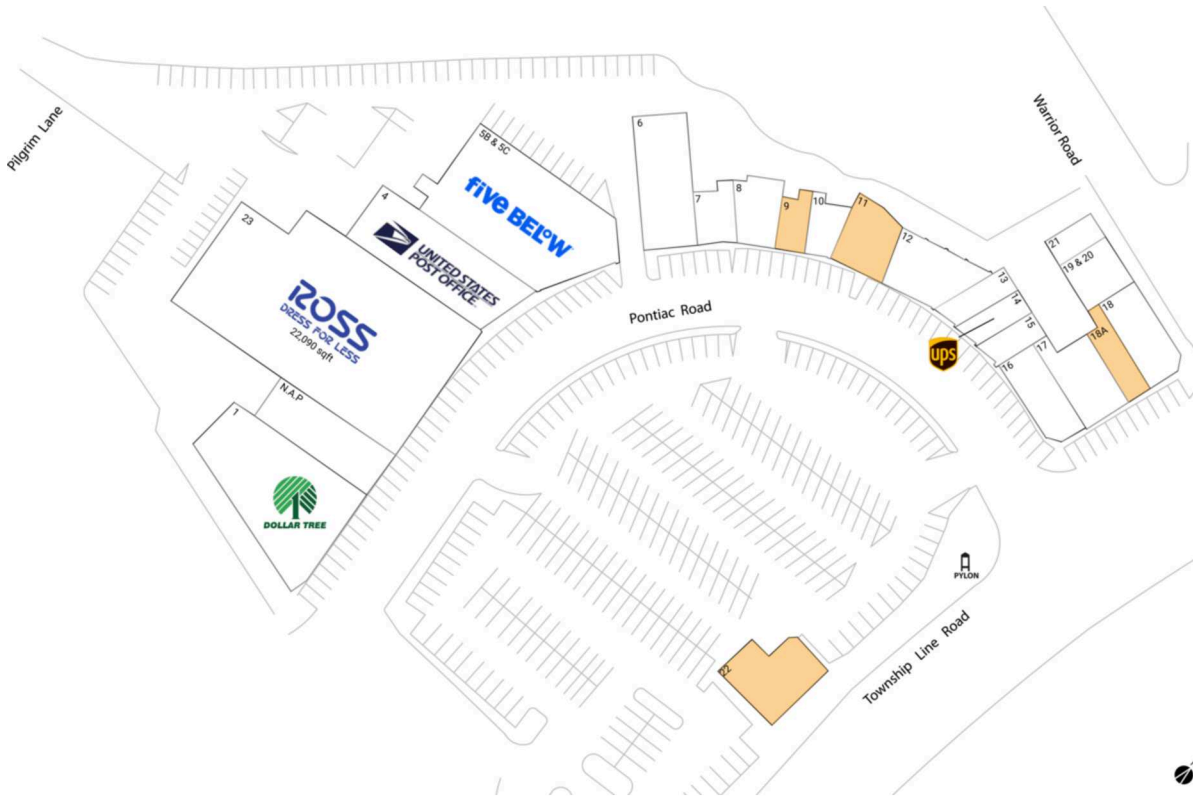 Pilgrim Lane
Warrior Road
5B & 5C
five BELOW
4
UNITED STATES
POST OFFICE
23
ROSS
DRESS FOR LESS
22,090 sqft
N.A.P
1
DOLLAR TREE
6
7
8
9
10
11
12
13
14
15
16
17
18
18A
19 & 20
21
Pontiac Road
ups
PYLON
22
Township Line Road